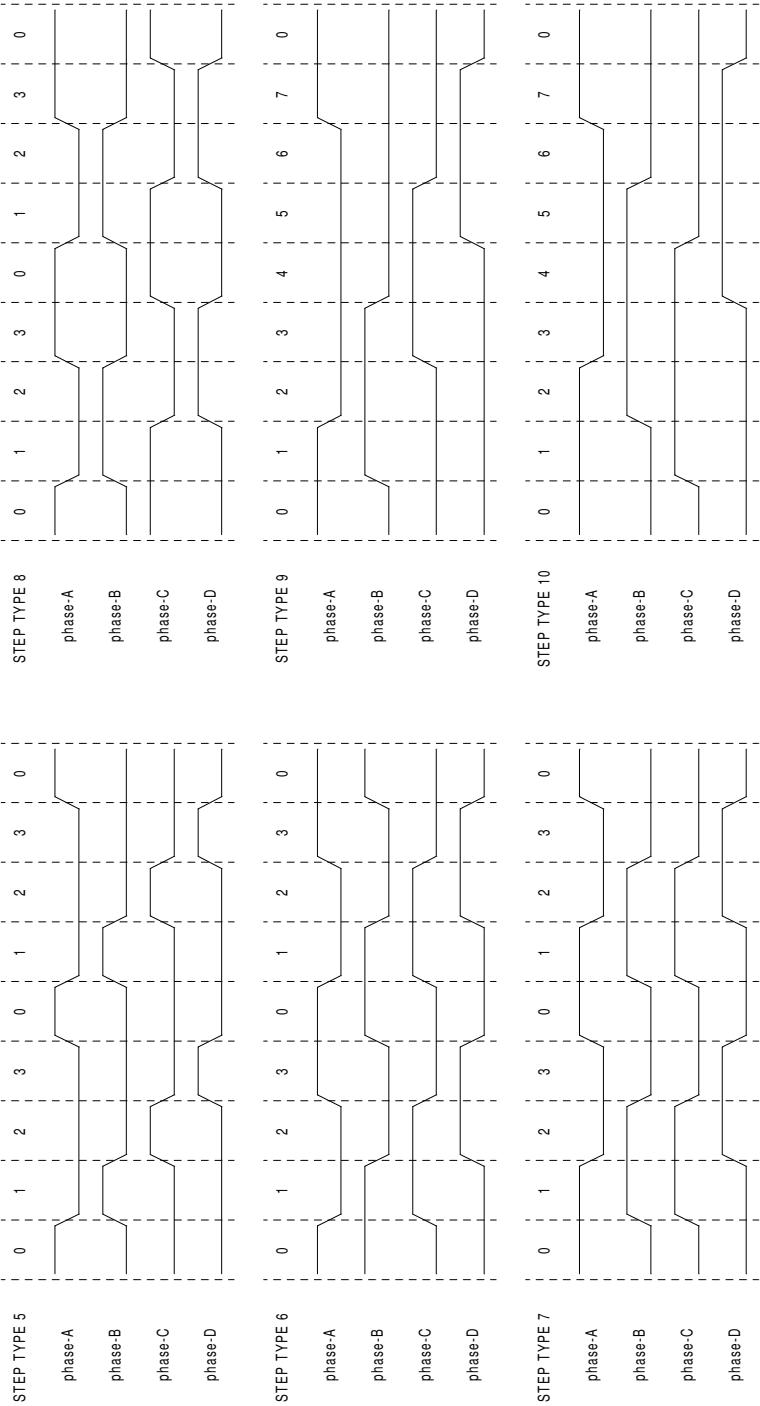 STEP TYPE 5 0 1 2 3 0 1 2 3 0
phase-A
phase-B
phase-C
phase-D
STEP TYPE 6 0 1 2 3 0 1 2 3 0
phase-A
phase-B
phase-C
phase-D
STEP TYPE 7 0 1 2 3 0 1 2 3 0
phase-A
phase-B
phase-C
phase-D
STEP TYPE 8 0 1 2 3 0 1 2 3 0
phase-A
phase-B
phase-C
phase-D
STEP TYPE 9 0 1 2 3 4 5 6 7 0
phase-A
phase-B
phase-C
phase-D
STEP TYPE 10 0 1 2 3 4 5 6 7 0
phase-A
phase-B
phase-C
phase-D